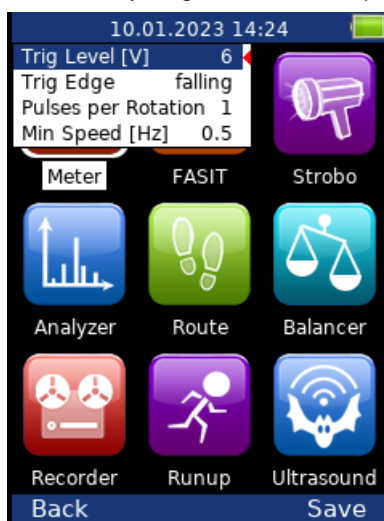 10.01.2023 14:24
Trig Level [V] 6
Trig Edge falling
Pulses per Rotation 1
Min Speed [Hz] 0.5
Meter FASIT Strobo
Analyzer Route Balancer
Recorder Runup Ultrasound
Back Save